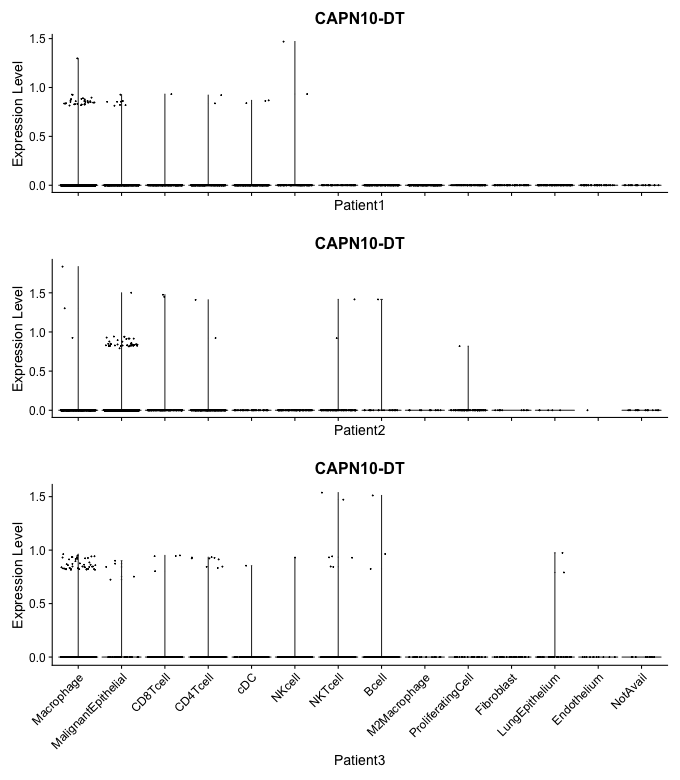 CAPN10-DT
Expression Level
1.5
1.0
0.5
0.0
Patient1
CAPN10-DT
Expression Level
1.5
1.0
0.5
0.0
Patient2
CAPN10-DT
Expression Level
1.5
1.0
0.5
0.0
Macrophage
MalignantEpithelial
CD8Tcell
CD4Tcell
cDC
NKcell
NKTcell
Bcell
M2Macrophage
ProliferatingCell
Fibroblast
LungEpithelium
Endothelium
NotAvail
Patient3